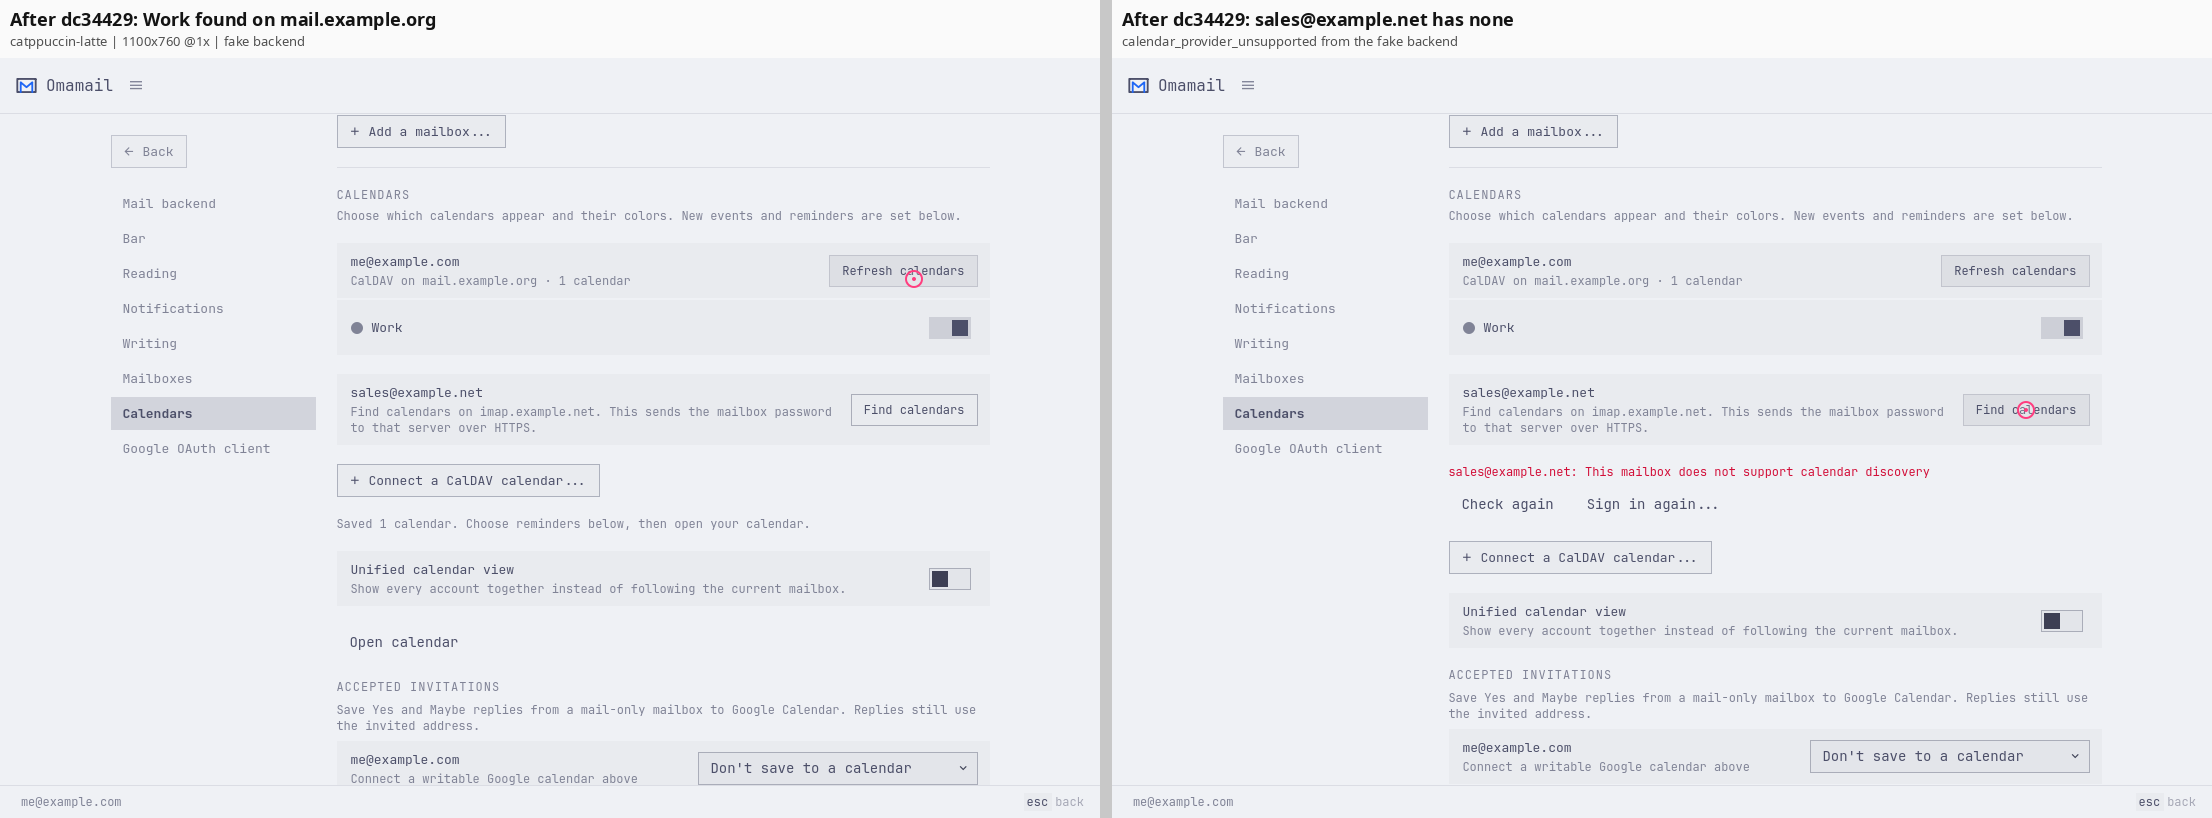 After dc34429: Work found on mail.example.org
catppuccin-latte | 1100x760 @1x | fake backend
Omamail
← Back
Mail backend
Bar
Reading
Notifications
Writing
Mailboxes
Calendars
Google OAuth client
+ Add a mailbox...
CALENDARS
Choose which calendars appear and their colors. New events and reminders are set below.
me@example.com
CalDAV on mail.example.org · 1 calendar
Refresh calendars
Work
sales@example.net
Find calendars on imap.example.net. This sends the mailbox password
to that server over HTTPS.
Find calendars
+ Connect a CalDAV calendar...
Saved 1 calendar. Choose reminders below, then open your calendar.
Unified calendar view
Show every account together instead of following the current mailbox.
Open calendar
ACCEPTED INVITATIONS
Save Yes and Maybe replies from a mail-only mailbox to Google Calendar. Replies still use
the invited address.
me@example.com
Connect a writable Google calendar above
Don't save to a calendar
me@example.com
esc back
After dc34429: sales@example.net has none
calendar_provider_unsupported from the fake backend
Omamail
← Back
Mail backend
Bar
Reading
Notifications
Writing
Mailboxes
Calendars
Google OAuth client
+ Add a mailbox...
CALENDARS
Choose which calendars appear and their colors. New events and reminders are set below.
me@example.com
CalDAV on mail.example.org · 1 calendar
Refresh calendars
Work
sales@example.net
Find calendars on imap.example.net. This sends the mailbox password
to that server over HTTPS.
Find calendars
sales@example.net: This mailbox does not support calendar discovery
Check again Sign in again...
+ Connect a CalDAV calendar...
Unified calendar view
Show every account together instead of following the current mailbox.
ACCEPTED INVITATIONS
Save Yes and Maybe replies from a mail-only mailbox to Google Calendar. Replies still use
the invited address.
me@example.com
Connect a writable Google calendar above
Don't save to a calendar
me@example.com
esc back